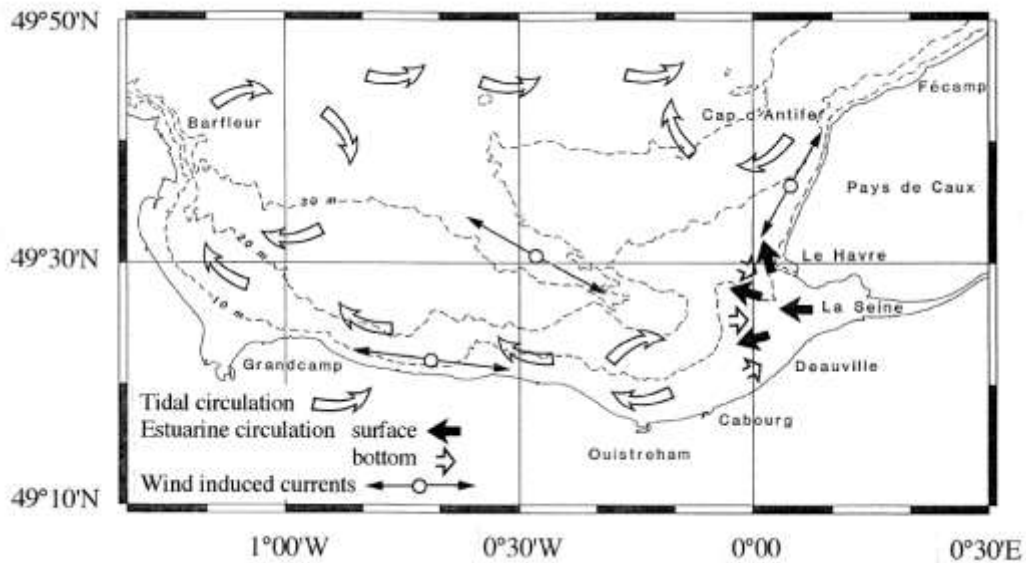 49°50'N
Fécamp
Barfleur
Cap d'Antifer
Pays de Caux
30 m
20 m
49°30'N
Le Havre
10 m
La Seine
Grandcamp
Deauville
Tidal circulation
Cabourg
Estuarine circulation surface
bottom
Ouistreham
Wind induced currents
49°10'N
1°00'W 0°30'W 0°00' 0°30'E